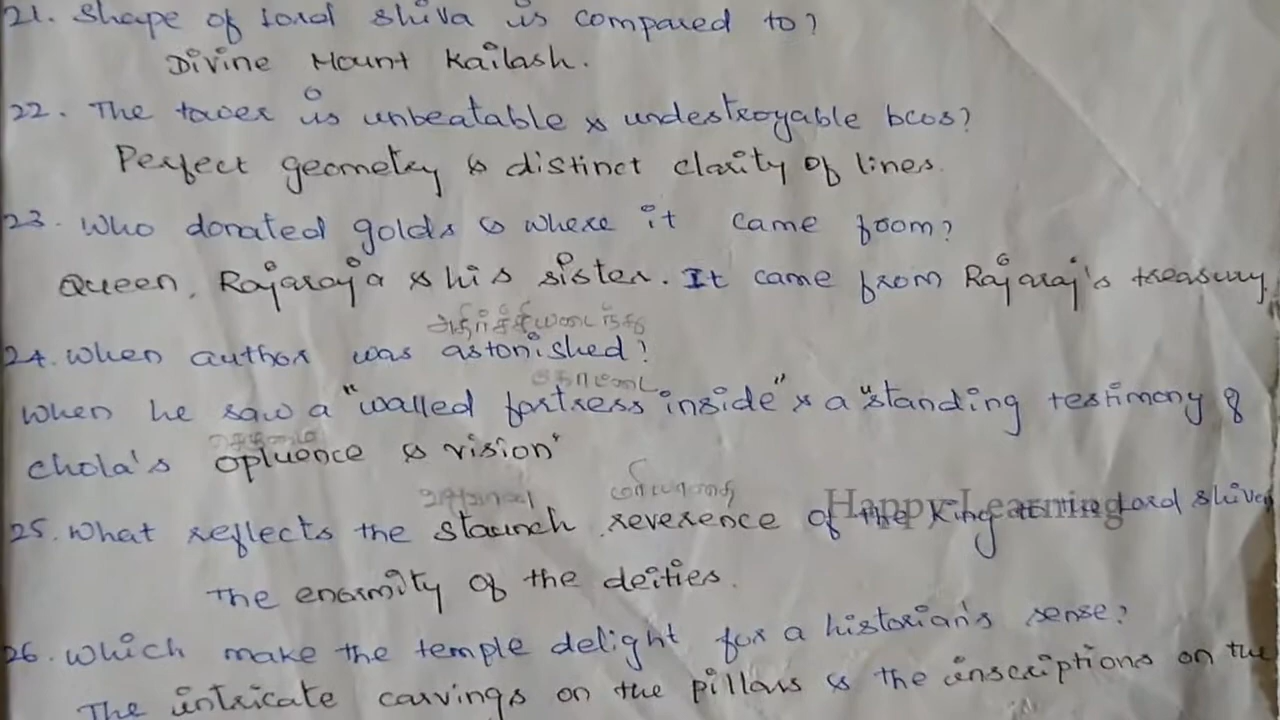 21. Shape of Lord Shiva is compared to?
Divine Mount Kailash.
22. The tower is unbeatable & undestroyable bcos?
Perfect geometry & distinct clarity of lines.
23. Who donated golds & where it came from?
Queen, Rajaraja & his sister. It came from Rajaraj's treasury.
24. When author was astonished?
When he saw a "walled fortress inside" & a "standing testimony of
chola's opluence & vision"
25. What reflects the staunch reverence of the King Lord Shiva
Happy Learning
The enormity of the deities.
26. Which make the temple delight for a historian's sense?
The intricate carvings on the pillars & the inscriptions on the